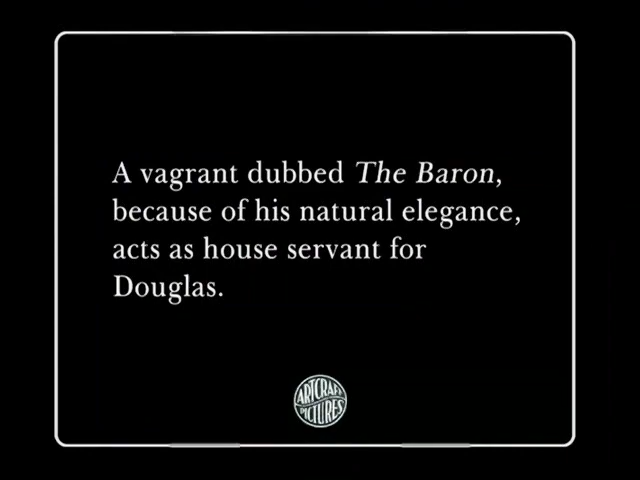 A vagrant dubbed The Baron,
because of his natural elegance,
acts as house servant for
Douglas.
ARTCRAFT
PICTURES